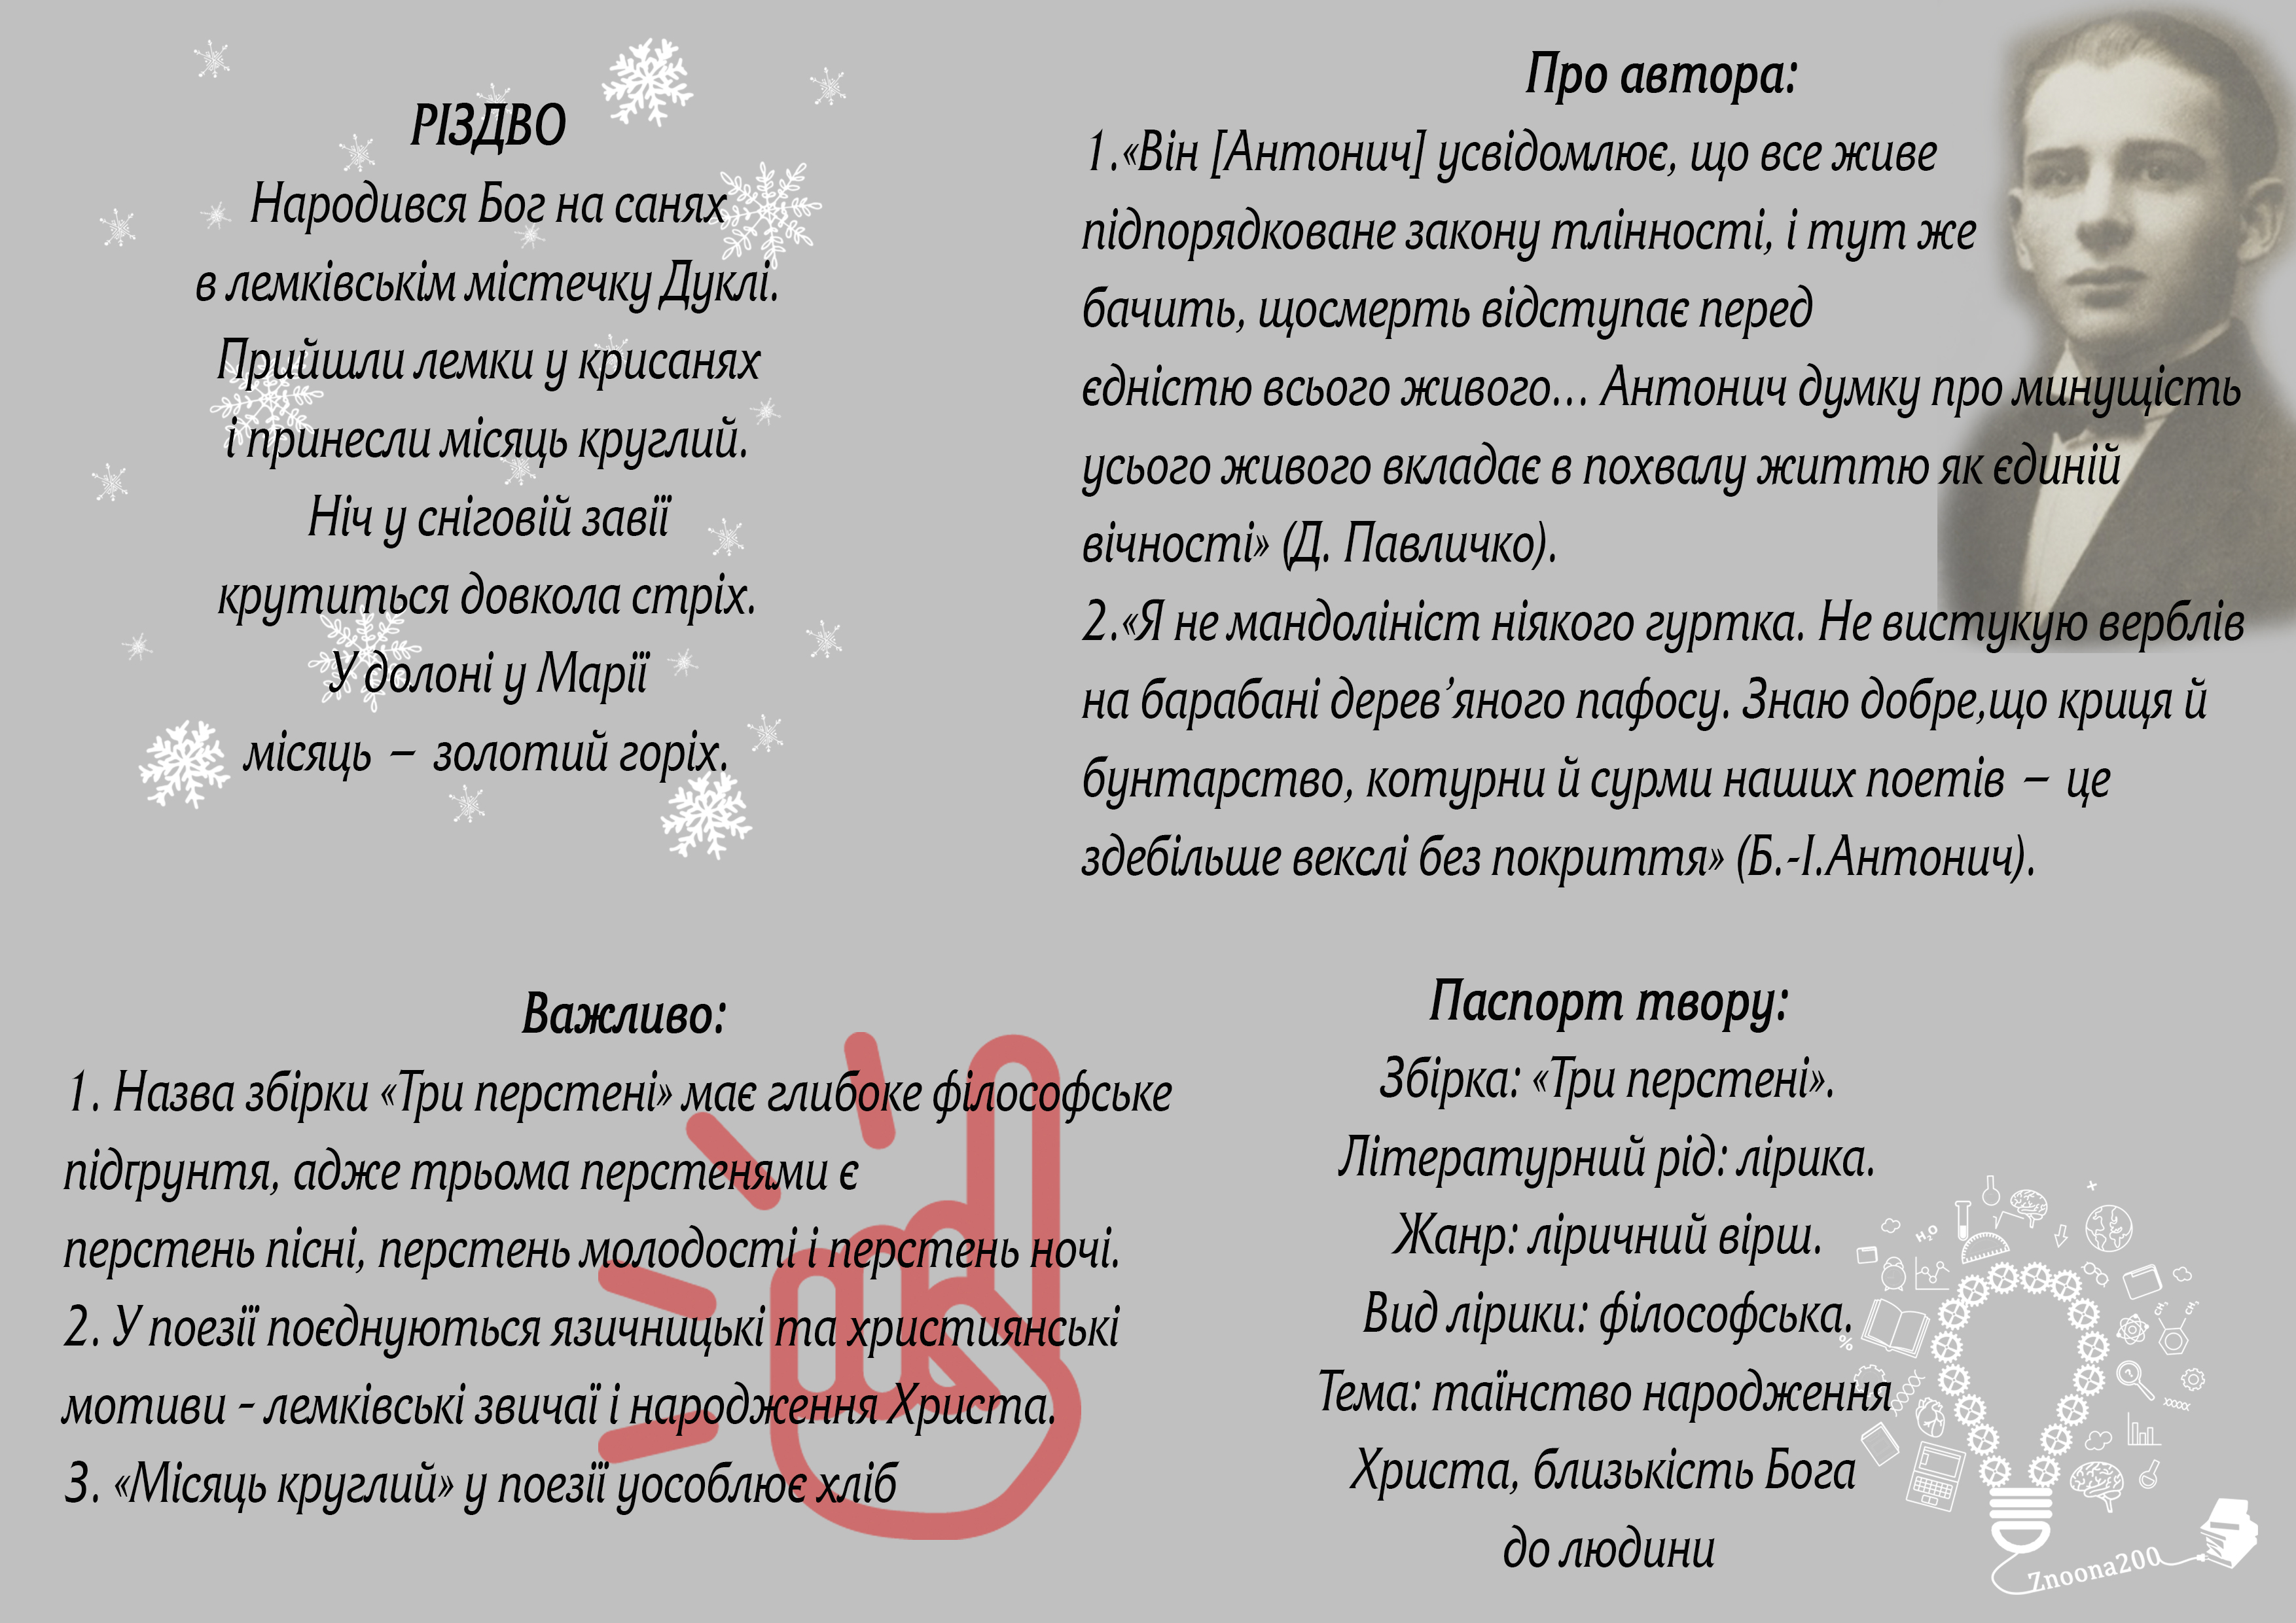 РІЗДВО
Народився Бог на санях
в лемківськім містечку Дуклі.
Прийшли лемки у крисанях
і принесли місяць круглий.
Ніч у сніговій завії
крутиться довкола стріх.
У долоні у Марії
місяць – золотий горіх.
Про автора:
1.«Він [Антонич] усвідомлює, що все живе
підпорядковане закону тлінності, і тут же
бачить, щосмерть відступає перед
єдністю всього живого... Антонич думку про минущість
усього живого вкладає в похвалу життю як єдиній
вічності» (Д. Павличко).
2.«Я не мандолініст ніякого гуртка. Не вистукую верблів
на барабані дерев’яного пафосу. Знаю добре,що криця й
бунтарство, котурни й сурми наших поетів – це
здебільше векслі без покриття» (Б.-І.Антонич).
Важливо:
1. Назва збірки «Три перстені» має глибоке філософське
підгрунтя, адже трьома перстенями є
перстень пісні, перстень молодості і перстень ночі.
2. У поезії поєднуються язичницькі та християнські
мотиви - лемківські звичаї і народження Христа.
3. «Місяць круглий» у поезії уособлює хліб
Паспорт твору:
Збірка: «Три перстені».
Літературний рід: лірика.
Жанр: ліричний вірш.
Вид лірики: філософська.
Тема: таїнство народження
Христа, близькість Бога
до людини
H₂O
CH₃
CH₃
%
Znoona200